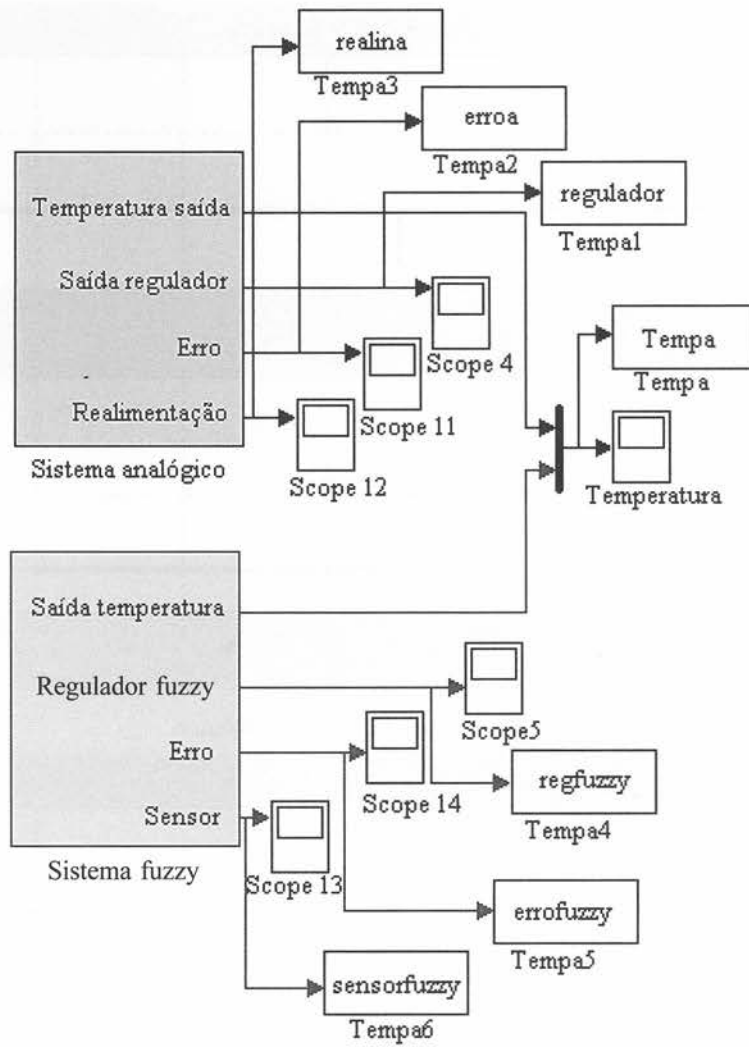 realina
Tempa3
erroa
Tempa2
Temperatura saída
regulador
Tempa1
Saída regulador
Erro
Scope 4
Tempa
Tempa
Realimentação
Scope 11
Sistema analógico
Scope 12
Temperatura
Saída temperatura
Regulador fuzzy
Scope5
Erro
Scope 14
regfuzzy
Tempa4
Sensor
Sistema fuzzy
Scope 13
errofuzzy
Tempa5
sensorfuzzy
Tempa6